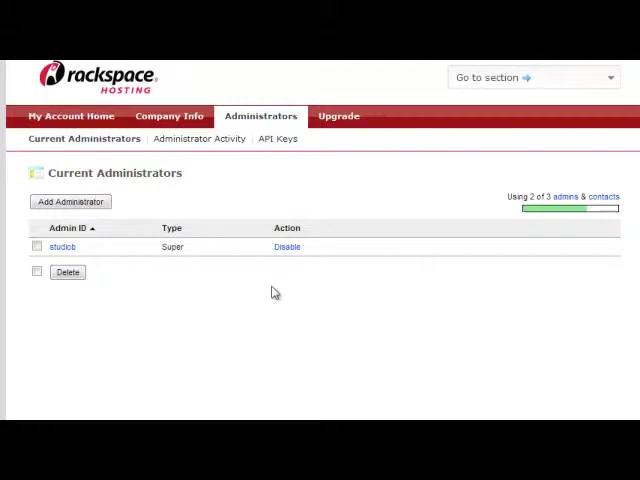 rackspace
HOSTING
Go to section
My Account Home Company Info Administrators Upgrade
Current Administrators Administrator Activity API Keys
Current Administrators
Add Administrator
Using 2 of 3 admins & contacts
Admin ID Type Action
studiob Super Disable
Delete